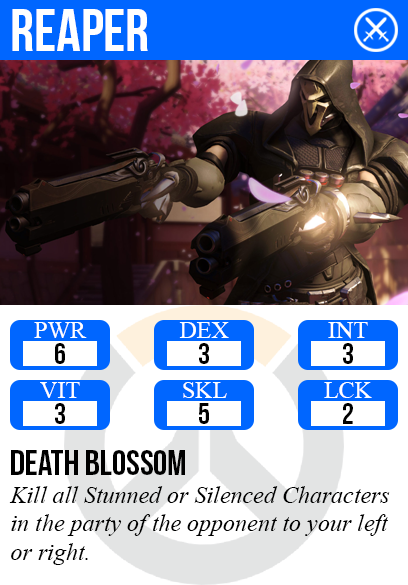 REAPER
PWR DEX INT
6 3 3
VIT SKL LCK
3 5 2
DEATH BLOSSOM
Kill all Stunned or Silenced Characters
in the party of the opponent to your left
or right.